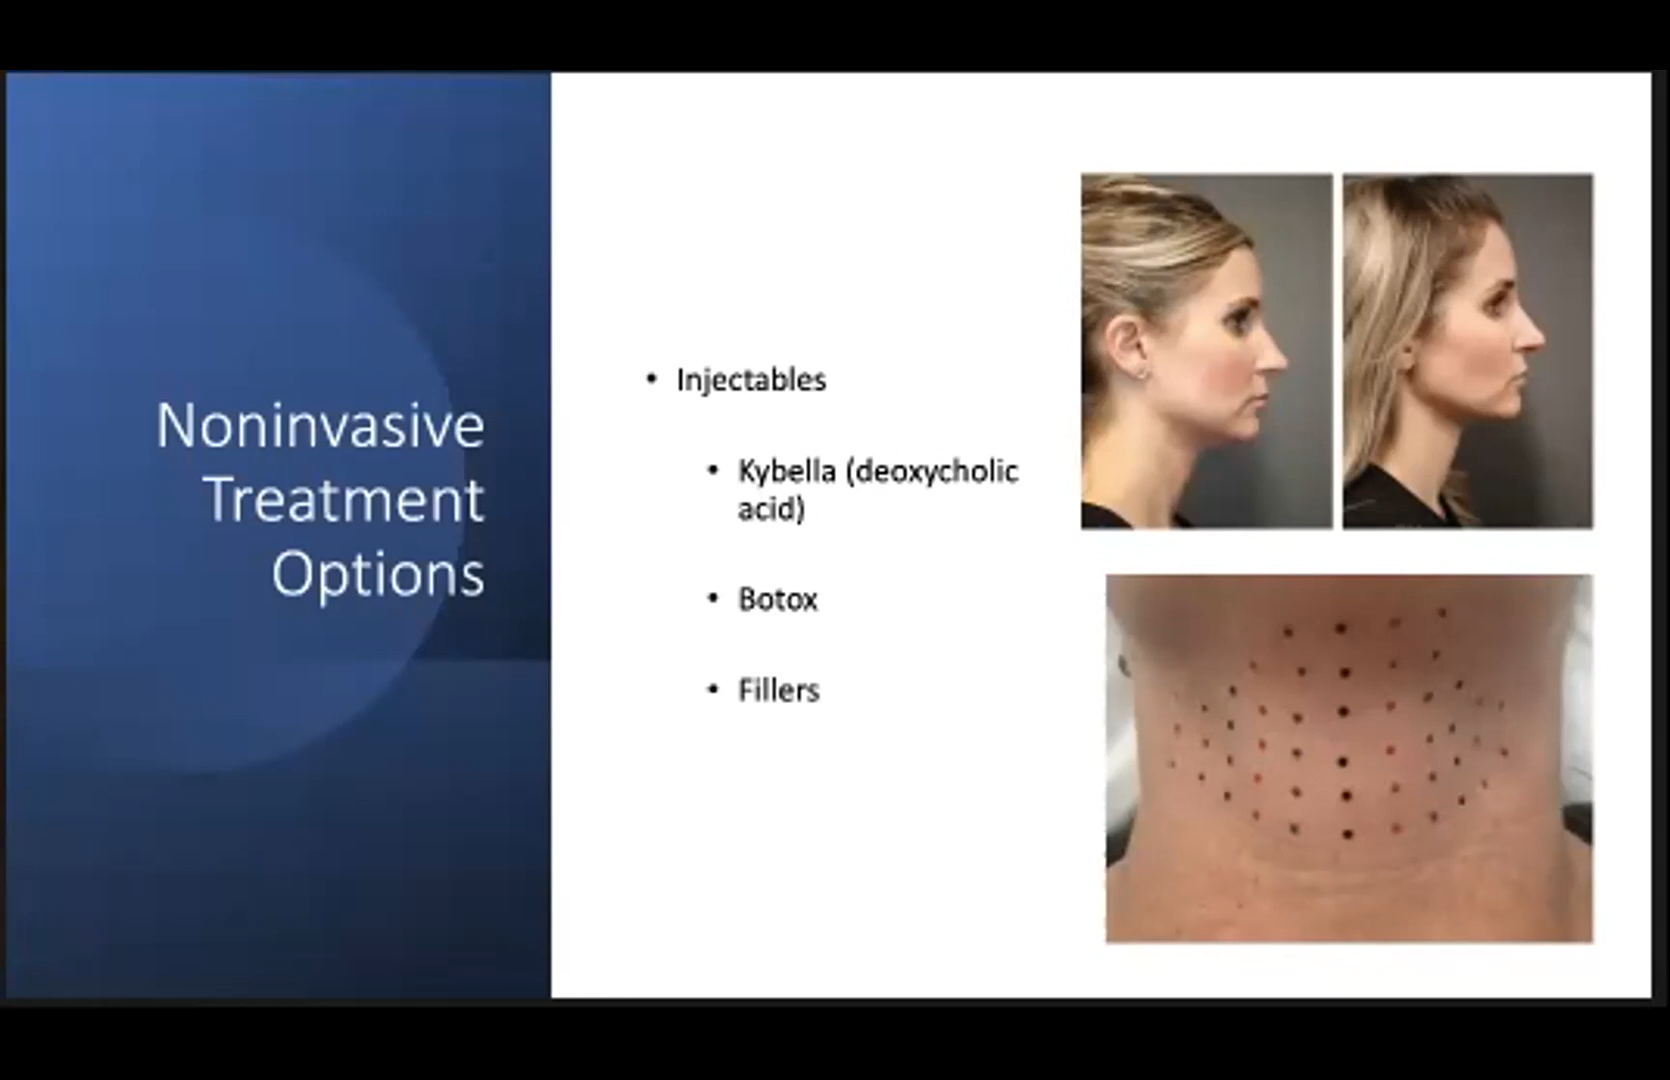 Noninvasive
Treatment
Options
• Injectables
• Kybella (deoxycholic
acid)
• Botox
• Fillers